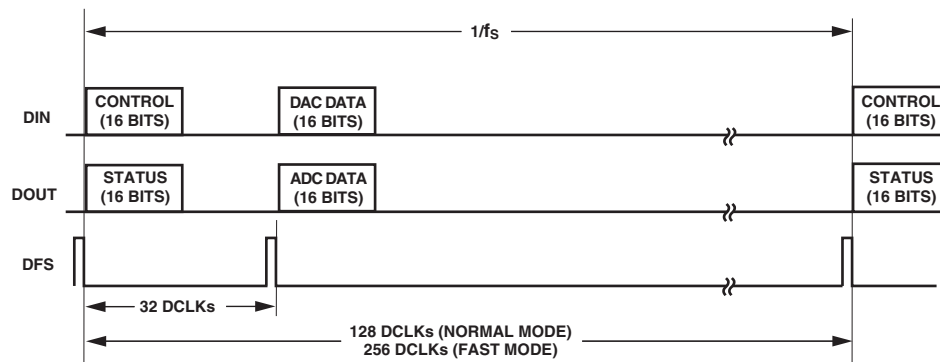 1/fS
DIN
CONTROL
(16 BITS)
DAC DATA
(16 BITS)
CONTROL
(16 BITS)
DOUT
STATUS
(16 BITS)
ADC DATA
(16 BITS)
STATUS
(16 BITS)
DFS
32 DCLKs
128 DCLKs (NORMAL MODE)
256 DCLKs (FAST MODE)